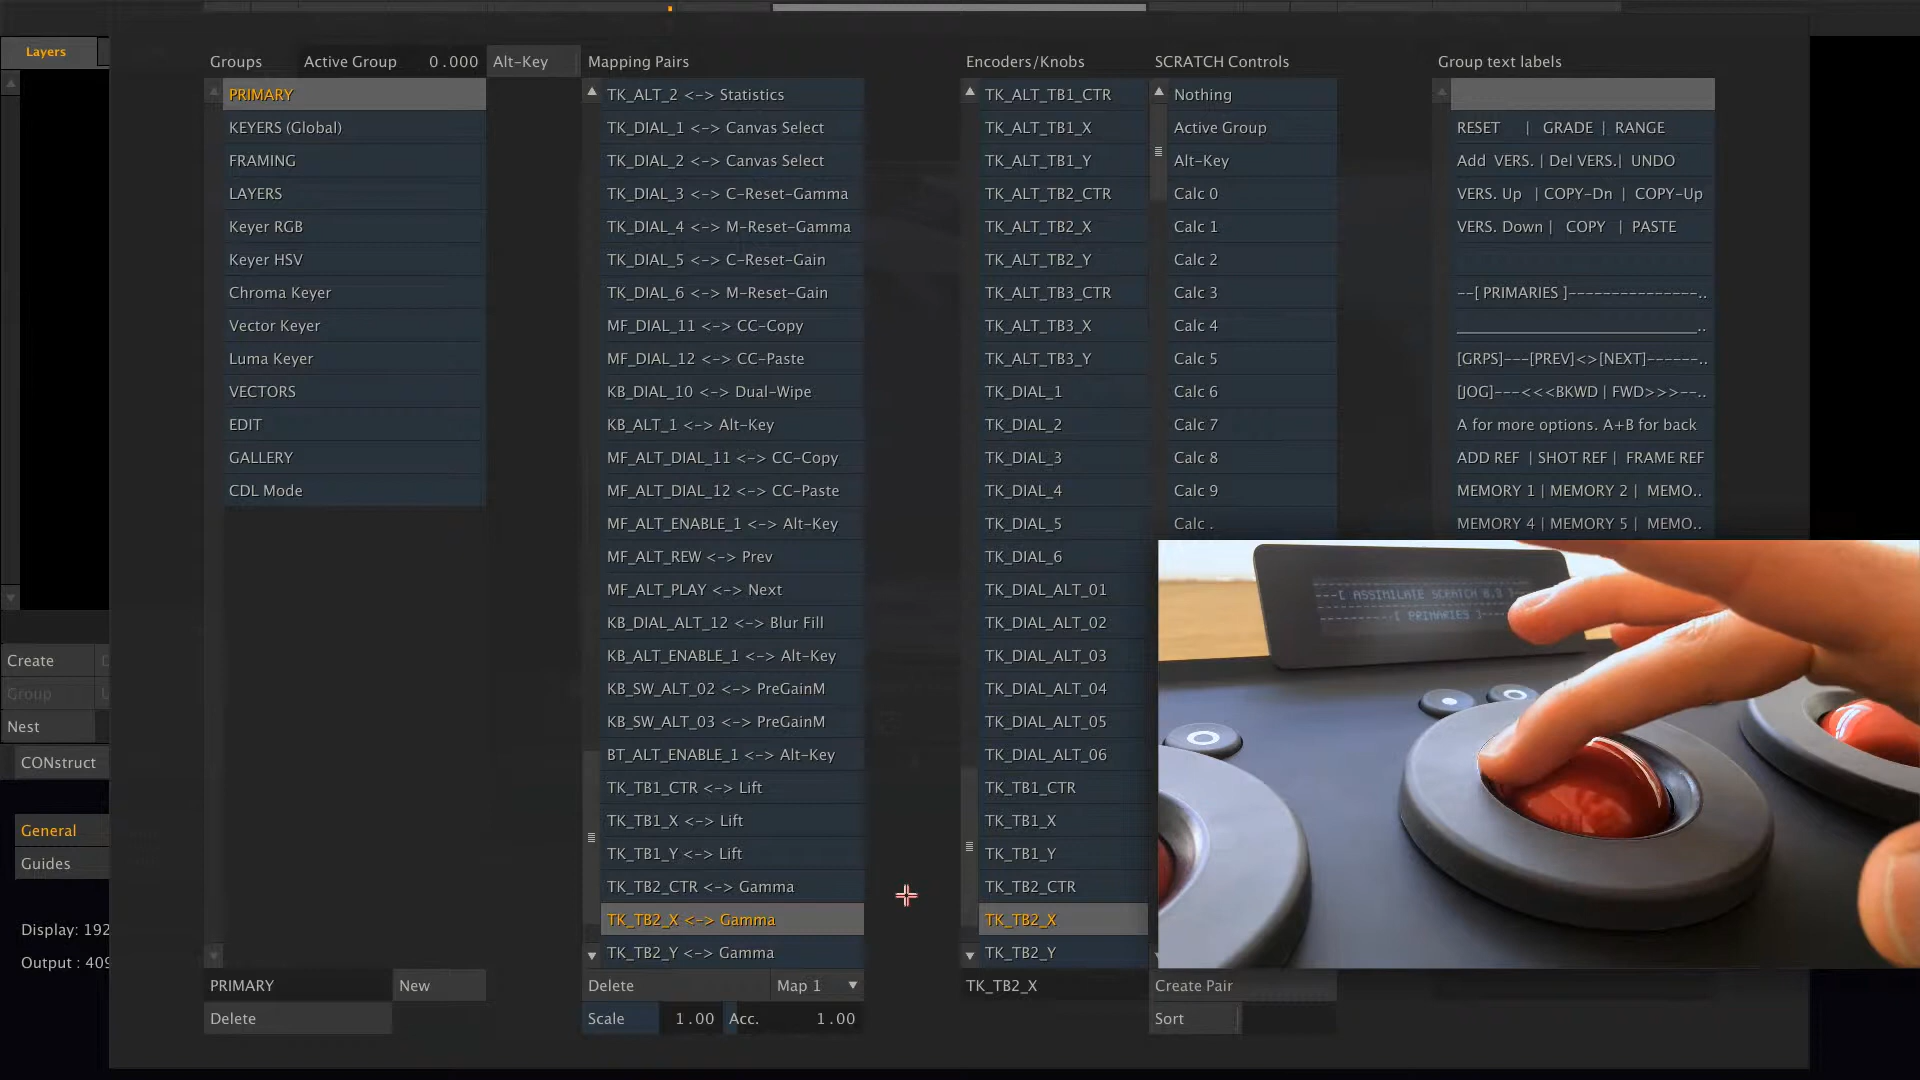 Layers
Groups
Active Group 0.000 Alt-Key
Mapping Pairs
Encoders/Knobs
SCRATCH Controls
Group text labels
PRIMARY
KEYERS (Global)
FRAMING
LAYERS
Keyer RGB
Keyer HSV
Chroma Keyer
Vector Keyer
Luma Keyer
VECTORS
EDIT
GALLERY
CDL Mode
TK_ALT_2 <-> Statistics
TK_DIAL_1 <-> Canvas Select
TK_DIAL_2 <-> Canvas Select
TK_DIAL_3 <-> C-Reset-Gamma
TK_DIAL_4 <-> M-Reset-Gamma
TK_DIAL_5 <-> C-Reset-Gain
TK_DIAL_6 <-> M-Reset-Gain
MF_DIAL_11 <-> CC-Copy
MF_DIAL_12 <-> CC-Paste
KB_DIAL_10 <-> Dual-Wipe
KB_ALT_1 <-> Alt-Key
MF_ALT_DIAL_11 <-> CC-Copy
MF_ALT_DIAL_12 <-> CC-Paste
MF_ALT_ENABLE_1 <-> Alt-Key
MF_ALT_REW <-> Prev
MF_ALT_PLAY <-> Next
KB_DIAL_ALT_12 <-> Blur Fill
KB_ALT_ENABLE_1 <-> Alt-Key
KB_SW_ALT_02 <-> PreGainM
KB_SW_ALT_03 <-> PreGainM
BT_ALT_ENABLE_1 <-> Alt-Key
TK_TB1_CTR <-> Lift
TK_TB1_X <-> Lift
TK_TB1_Y <-> Lift
TK_TB2_CTR <-> Gamma
TK_TB2_X <-> Gamma
TK_TB2_Y <-> Gamma
TK_ALT_TB1_CTR
TK_ALT_TB1_X
TK_ALT_TB1_Y
TK_ALT_TB2_CTR
TK_ALT_TB2_X
TK_ALT_TB2_Y
TK_ALT_TB3_CTR
TK_ALT_TB3_X
TK_ALT_TB3_Y
TK_DIAL_1
TK_DIAL_2
TK_DIAL_3
TK_DIAL_4
TK_DIAL_5
TK_DIAL_6
TK_DIAL_ALT_01
TK_DIAL_ALT_02
TK_DIAL_ALT_03
TK_DIAL_ALT_04
TK_DIAL_ALT_05
TK_DIAL_ALT_06
TK_TB1_CTR
TK_TB1_X
TK_TB1_Y
TK_TB2_CTR
TK_TB2_X
TK_TB2_Y
Nothing
Active Group
Alt-Key
Calc 0
Calc 1
Calc 2
Calc 3
Calc 4
Calc 5
Calc 6
Calc 7
Calc 8
Calc 9
Calc .
RESET | GRADE | RANGE
Add VERS. | Del VERS.| UNDO
VERS. Up | COPY-Dn | COPY-Up
VERS. Down | COPY | PASTE
--[ PRIMARIES ]---------------..
______________________________..
[GRPS]---[PREV]<>[NEXT]------..
[JOG]---<<<BKWD | FWD>>>---..
A for more options. A+B for back
ADD REF | SHOT REF | FRAME REF
MEMORY 1 | MEMORY 2 | MEMO..
MEMORY 4 | MEMORY 5 | MEMO..
---[ ASSIMILATE SCRATCH 8.8 ]---
----------[ PRIMARIES ]---
Create
Group
Nest
CONstruct
General
Guides
Display: 192
Output : 409
PRIMARY
New
Delete
Delete
Map 1
Scale 1.00 Acc. 1.00
TK_TB2_X
Create Pair
Sort